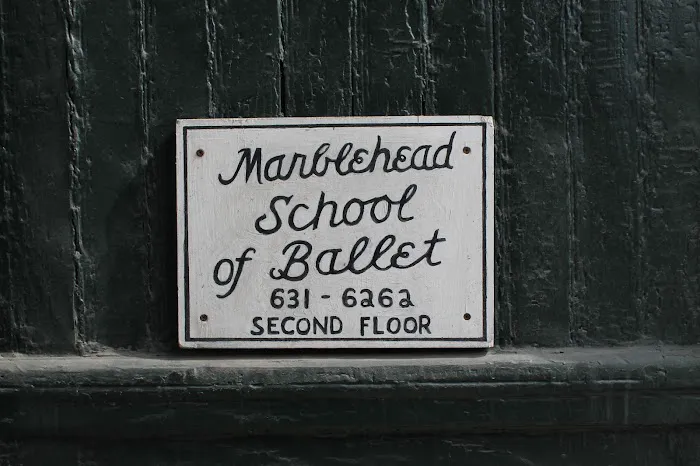 Marblehead
School
of Ballet
631 - 6262
SECOND FLOOR